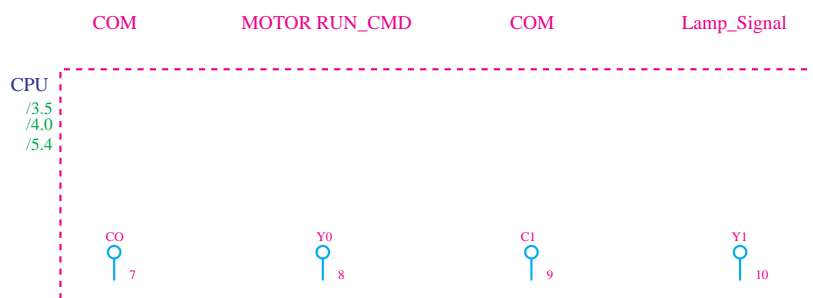 COM MOTOR RUN_CMD COM Lamp_Signal
CPU
/3.5
/4.0
/5.4
CO Y0 C1 Y1
7 8 9 10